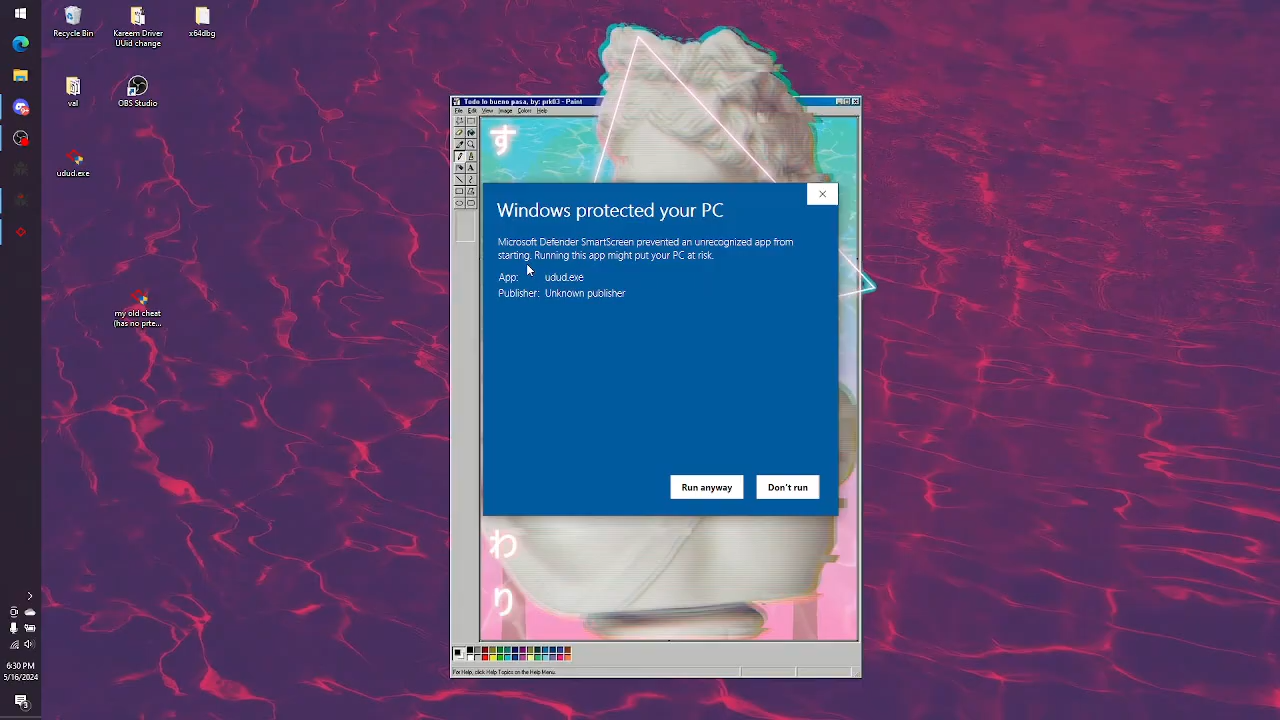 Recycle Bin
Kareem Driver
UUid change
x64dbg
val
OBS Studio
udud.exe
my old cheat
(has no prte...
Todo lo bueno pasa, by: prk03 - Paint
File Edit View Image Colors Help
す
Windows protected your PC
Microsoft Defender SmartScreen prevented an unrecognized app from
starting. Running this app might put your PC at risk.
App: udud.exe
Publisher: Unknown publisher
Run anyway
Don't run
わ
り
For Help, click Help Topics on the Help Menu.
6:30 PM
5/10/2024